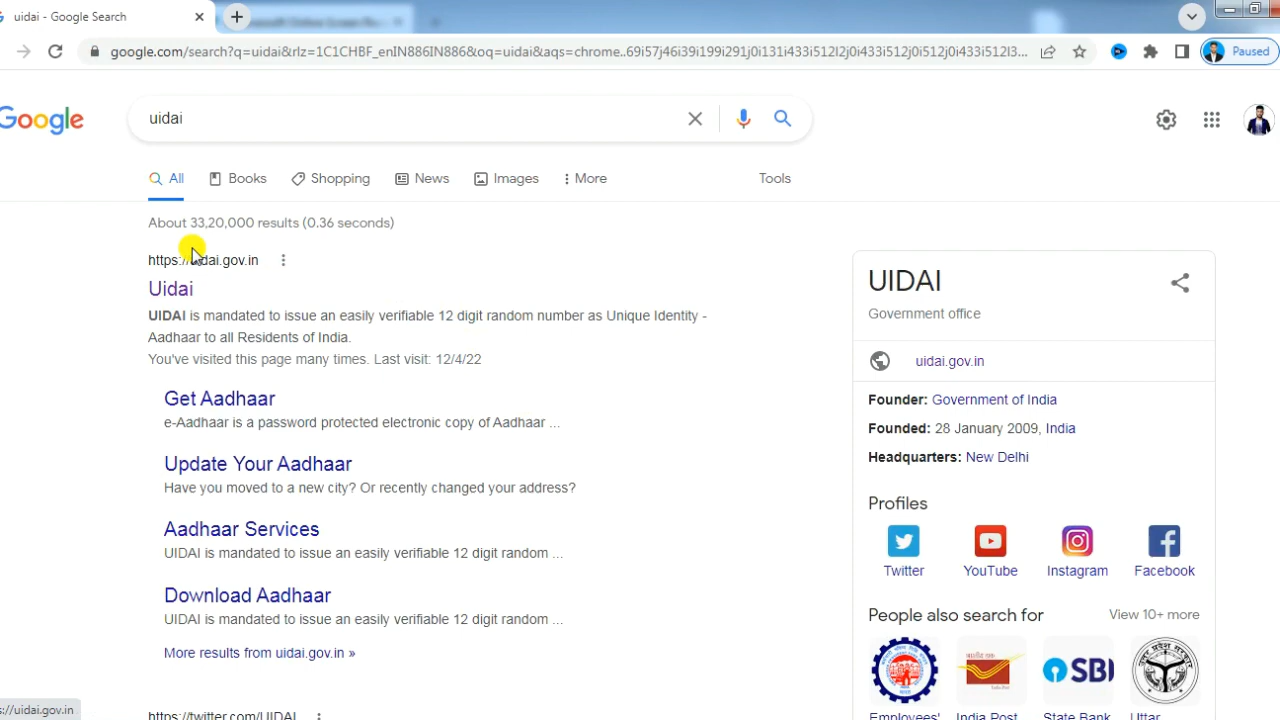 uidai - Google Search
google.com/search?q=uidai&rlz=1C1CHBF_enIN886IN886&oq=uidai&aqs=chrome..69i57j46i39i199i291j0i131i433i512l2j0i433i512j0i512j0i433i512l3...
Paused
Google
uidai
All Books Shopping News Images More Tools
About 33,20,000 results (0.36 seconds)
https://uidai.gov.in
Uidai
UIDAI is mandated to issue an easily verifiable 12 digit random number as Unique Identity -
Aadhaar to all Residents of India.
You've visited this page many times. Last visit: 12/4/22
Get Aadhaar
e-Aadhaar is a password protected electronic copy of Aadhaar ...
Update Your Aadhaar
Have you moved to a new city? Or recently changed your address?
Aadhaar Services
UIDAI is mandated to issue an easily verifiable 12 digit random ...
Download Aadhaar
UIDAI is mandated to issue an easily verifiable 12 digit random ...
More results from uidai.gov.in »
https://twitter.com/UIDAI
s://uidai.gov.in
UIDAI
Government office
uidai.gov.in
Founder: Government of India
Founded: 28 January 2009, India
Headquarters: New Delhi
Profiles
Twitter YouTube Instagram Facebook
People also search for View 10+ more
SBI
Employees' India Post State Bank Uttar